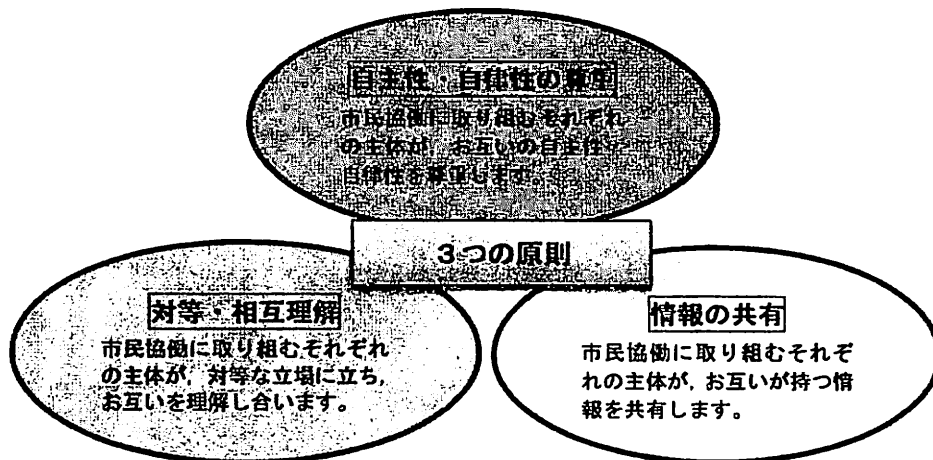 自主性・自律性の尊重
市民協働に取り組むそれぞれ
の主体が，お互いの自主性・
自律性を尊重します。
3つの原則
対等・相互理解
市民協働に取り組むそれぞれ
の主体が，対等な立場に立ち，
お互いを理解し合います。
情報の共有
市民協働に取り組むそれぞ
れの主体が，お互いが持つ情
報を共有します。